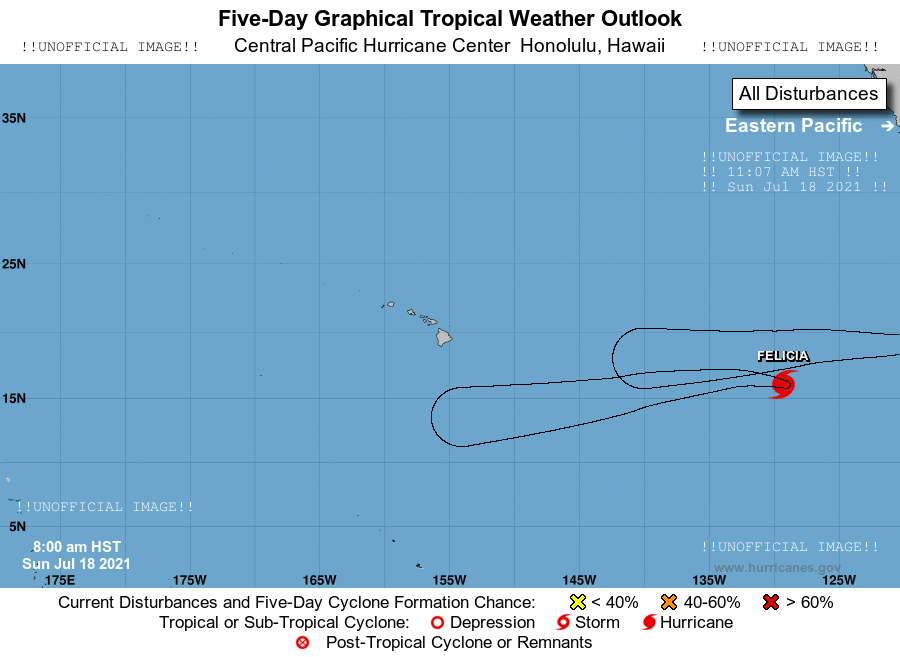 Five-Day Graphical Tropical Weather Outlook
!!UNOFFICIAL IMAGE!! Central Pacific Hurricane Center Honolulu, Hawaii !!UNOFFICIAL IMAGE!!
All Disturbances
35N
Eastern Pacific
!!UNOFFICIAL IMAGE!!
!! 11:07 AM HST !!
!! Sun Jul 18 2021 !!
25N
FELICIA
15N
!!UNOFFICIAL IMAGE!!
5N
8:00 am HST
Sun Jul 18 2021
!!UNOFFICIAL IMAGE!!
www.hurricanes.gov
175E 175W 165W 155W 145W 135W 125W
Current Disturbances and Five-Day Cyclone Formation Chance: < 40% 40-60% > 60%
Tropical or Sub-Tropical Cyclone: Depression Storm Hurricane
Post-Tropical Cyclone or Remnants